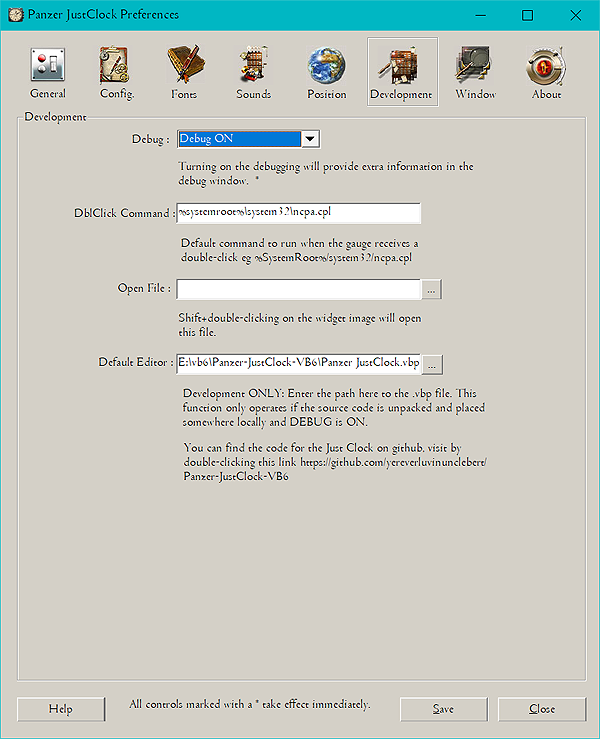 Panzer JustClock Preferences
General Config. Fonts Sounds Position Development Window About
Development
Debug :
Debug ON
Turning on the debugging will provide extra information in the
debug window. *
DblClick Command :
%systemroot%\system32\ncpa.cpl
Default command to run when the gauge receives a
double-click eg %SystemRoot%/system32/ncpa.cpl
Open File :
...
Shift+double-clicking on the widget image will open
this file.
Default Editor :
E:\vb6\Panzer-JustClock-VB6\Panzer JustClock.vbp
...
Development ONLY: Enter the path here to the .vbp file. This
function only operates if the source code is unpacked and placed
somewhere locally and DEBUG is ON.
You can find the code for the Just Clock on github, visit by
double-clicking this link https://github.com/yereverluvinunclebert/
Panzer-JustClock-VB6
Help
All controls marked with a * take effect immediately.
Save
Close